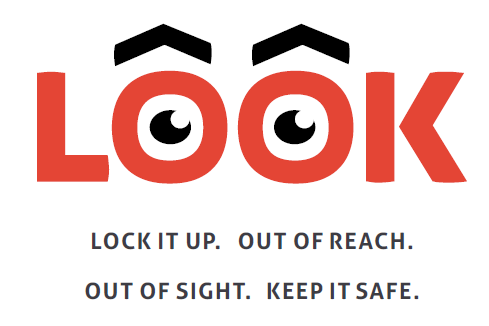 LOOK
LOCK IT UP. OUT OF REACH.
OUT OF SIGHT. KEEP IT SAFE.